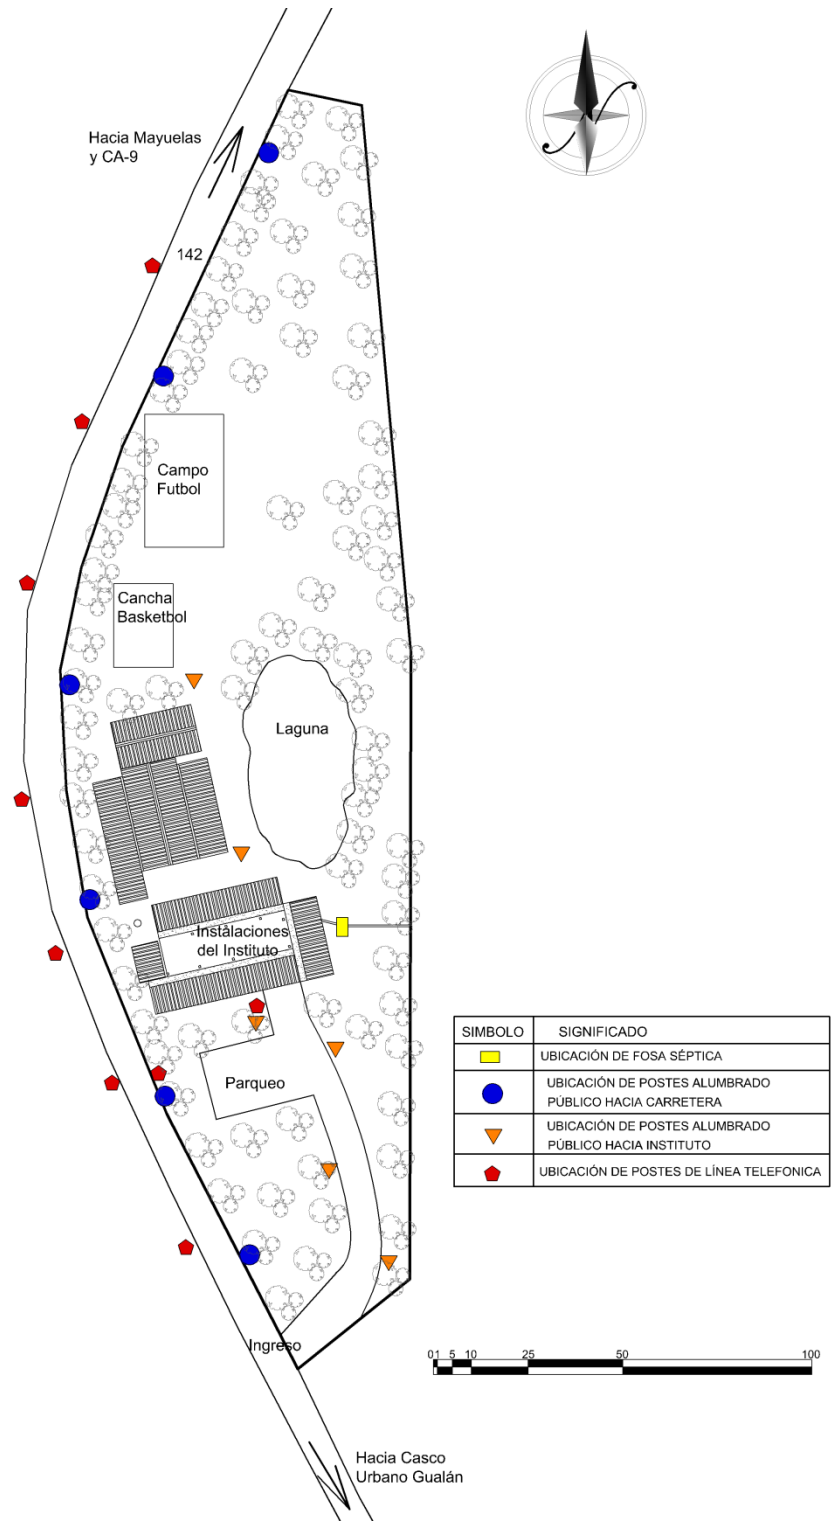 Hacia Mayuelas
y CA-9
142
Campo
Futbol
Cancha
Basketbol
Laguna
Instalaciones
del Instituto
Parqueo
Ingreso
Hacia Casco
Urbano Gualán
SIMBOLO SIGNIFICADO
UBICACIÓN DE FOSA SÉPTICA
UBICACIÓN DE POSTES ALUMBRADO
PÚBLICO HACIA CARRETERA
UBICACIÓN DE POSTES ALUMBRADO
PÚBLICO HACIA INSTITUTO
UBICACIÓN DE POSTES DE LÍNEA TELEFONICA
01 5 10 25 50 100